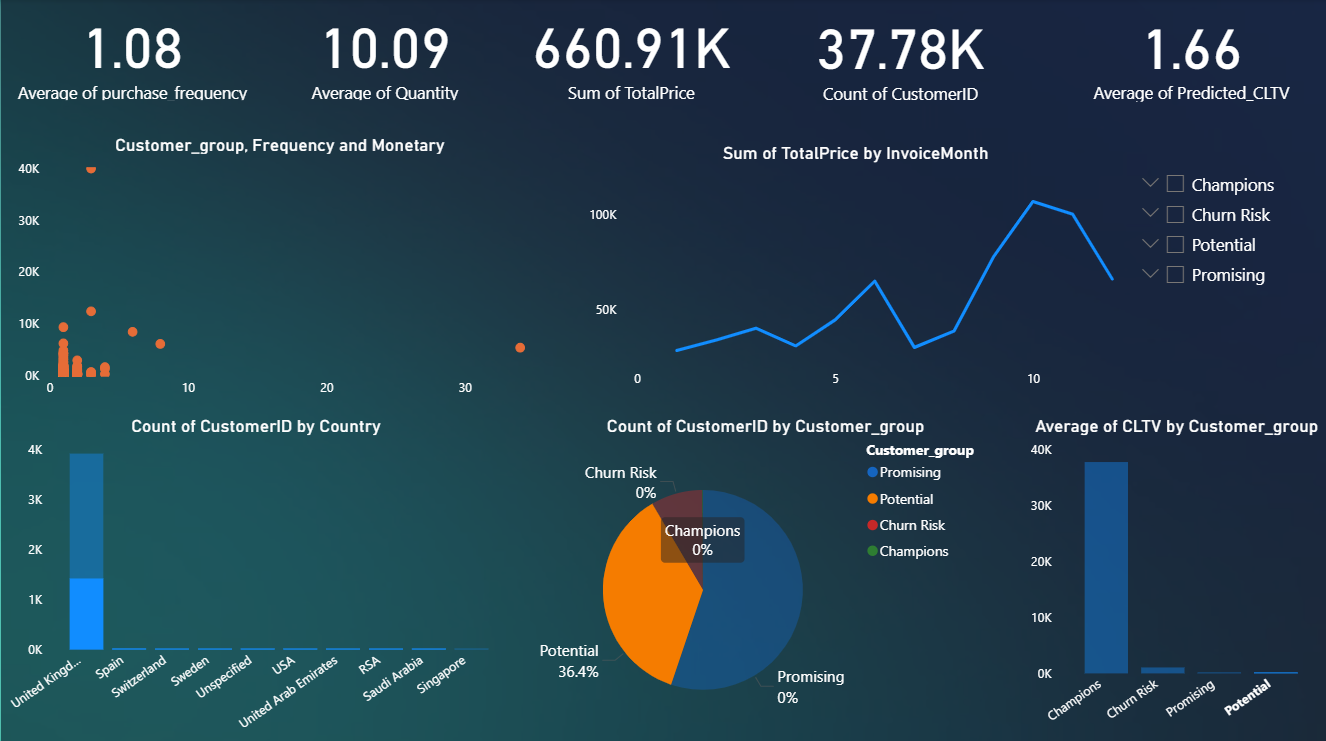 1.08
Average of purchase_frequency
10.09
Average of Quantity
660.91K
Sum of TotalPrice
37.78K
Count of CustomerID
1.66
Average of Predicted_CLTV
Customer_group, Frequency and Monetary
40K
30K
20K
10K
0K
0
10
20
30
Sum of TotalPrice by InvoiceMonth
100K
50K
0
5
10
Champions
Churn Risk
Potential
Promising
Count of CustomerID by Country
4K
3K
2K
1K
0K
United Kingd...
Spain
Switzerland
Sweden
Unspecified
USA
United Arab Emirates
RSA
Saudi Arabia
Singapore
Count of CustomerID by Customer_group
Churn Risk
0%
Champions
0%
Potential
36.4%
Promising
0%
Customer_group
Promising
Potential
Churn Risk
Champions
Average of CLTV by Customer_group
40K
30K
20K
10K
0K
Champions
Churn Risk
Promising
Potential